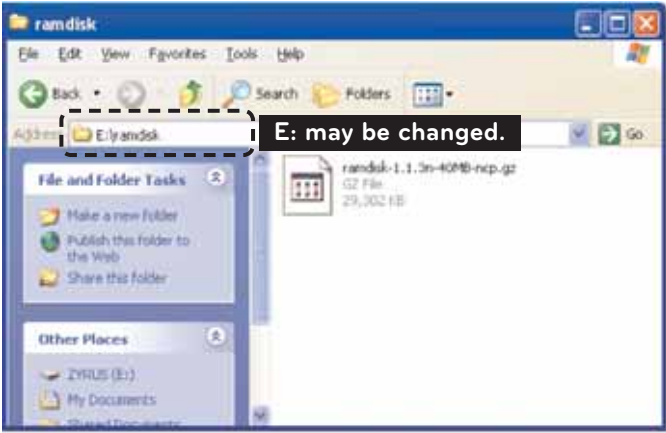 ramdisk
File Edit View Favorites Tools Help
Back Search Folders
Address E:\ramdisk E: may be changed. Go
File and Folder Tasks
Make a new folder
Publish this folder to
the Web
Share this folder
Other Places
ZYRUS (E:)
My Documents
Shared Documents
ramdisk-1.1.3n-40MB-ncp.gz
GZ File
29,302 KB